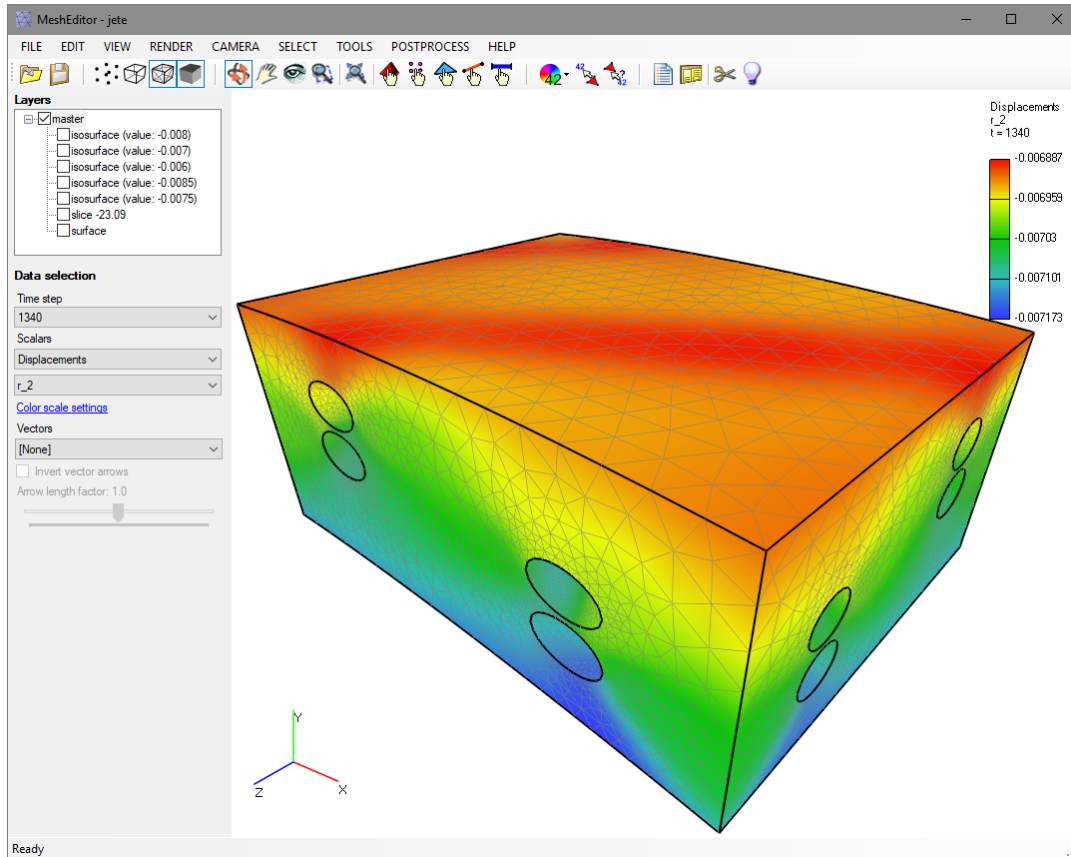 MeshEditor - jete
FILE EDIT VIEW RENDER CAMERA SELECT TOOLS POSTPROCESS HELP
42 42 ? 42
Layers
master
isosurface (value: -0.008)
isosurface (value: -0.007)
isosurface (value: -0.006)
isosurface (value: -0.0085)
isosurface (value: -0.0075)
slice -23.09
surface
Data selection
Time step
1340
Scalars
Displacements
r_2
Color scale settings
Vectors
[None]
Invert vector arrows
Arrow length factor: 1.0
Displacements
r_2
t = 1340
-0.006887
-0.006959
-0.00703
-0.007101
-0.007173
Y
Z
X
Ready